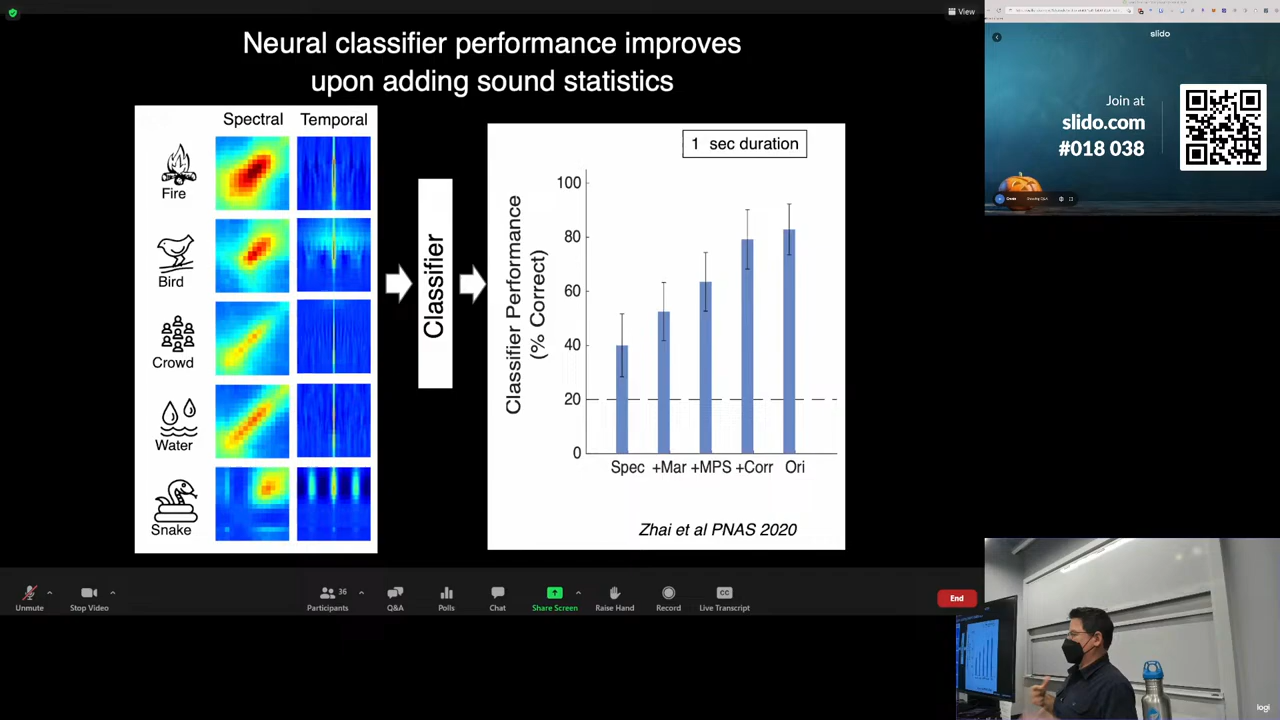 View
Neural classifier performance improves
upon adding sound statistics
Spectral Temporal
Fire
Bird
Crowd
Water
Snake
Classifier
1 sec duration
Classifier Performance
(% Correct)
100
80
60
40
20
0
Spec +Mar +MPS +Corr Ori
Zhai et al PNAS 2020
slido
Join at
slido.com
#018 038
Unmute
Stop Video
Participants
36
Q&A
Polls
Chat
Share Screen
Raise Hand
Record
CC
Live Transcript
End
logi